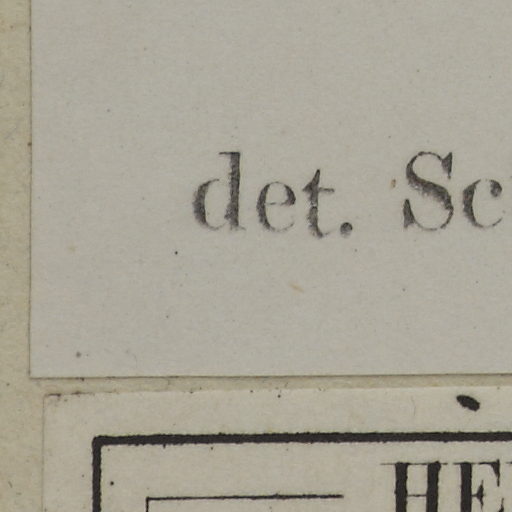 det. Sc
HE